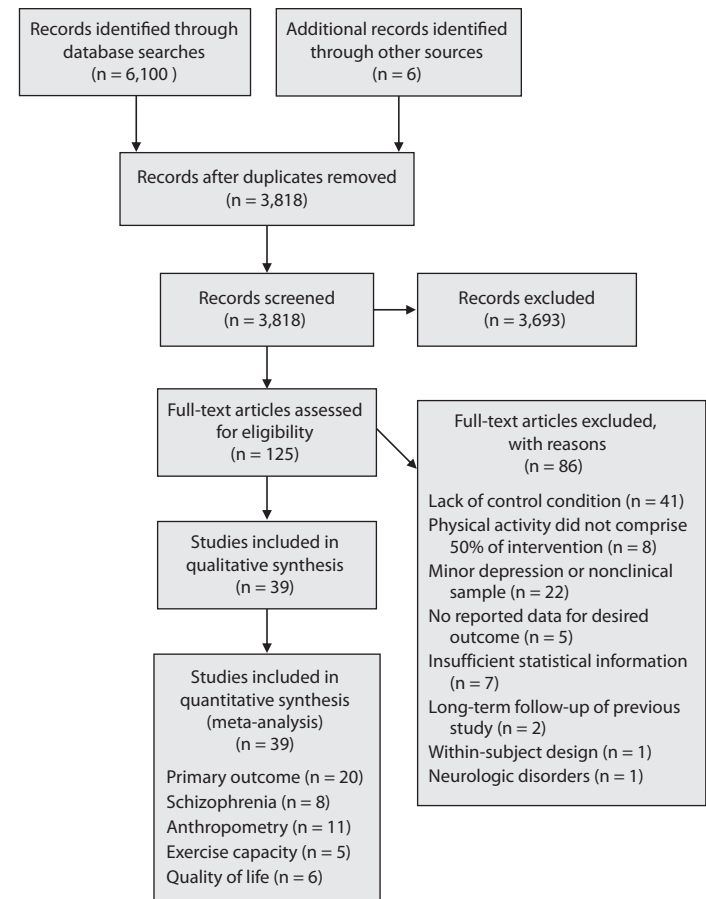 Records identified through
database searches
(n = 6,100 )
Additional records identified
through other sources
(n = 6)
Records after duplicates removed
(n = 3,818)
Records screened
(n = 3,818)
Records excluded
(n = 3,693)
Full-text articles assessed
for eligibility
(n = 125)
Full-text articles excluded,
with reasons
(n = 86)
Lack of control condition (n = 41)
Physical activity did not comprise
50% of intervention (n = 8)
Minor depression or nonclinical
sample (n = 22)
No reported data for desired
outcome (n = 5)
Insufficient statistical information
(n = 7)
Long-term follow-up of previous
study (n = 2)
Within-subject design (n = 1)
Neurologic disorders (n = 1)
Studies included in
qualitative synthesis
(n = 39)
Studies included in
quantitative synthesis
(meta-analysis)
(n = 39)
Primary outcome (n = 20)
Schizophrenia (n = 8)
Anthropometry (n = 11)
Exercise capacity (n = 5)
Quality of life (n = 6)